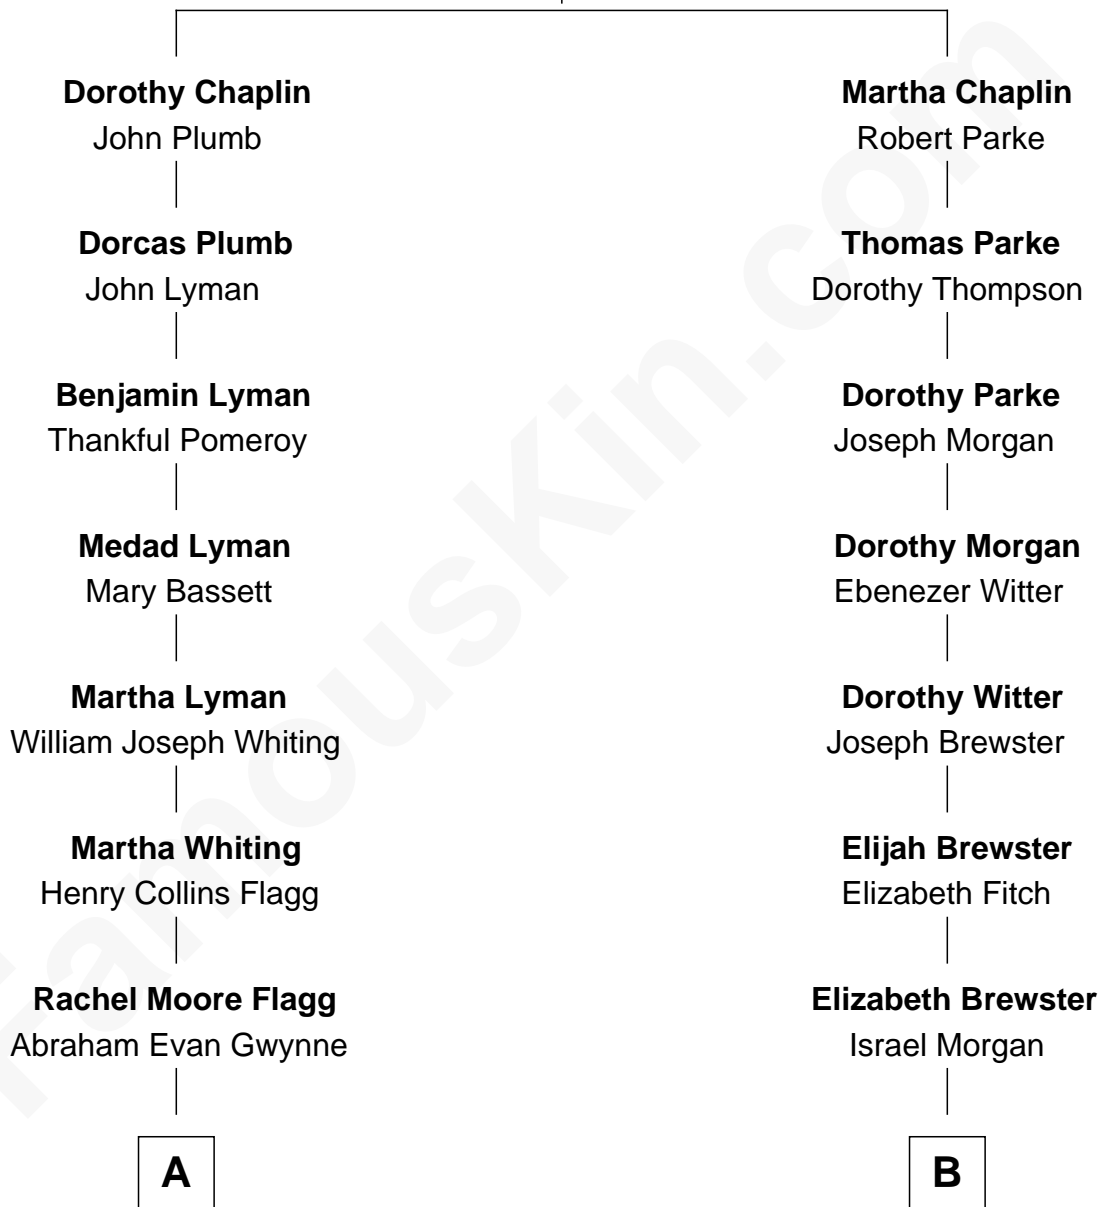 Dorothy Chaplin
John Plumb
Dorcas Plumb
John Lyman
Benjamin Lyman
Thankful Pomeroy
Medad Lyman
Mary Bassett
Martha Lyman
William Joseph Whiting
Martha Whiting
Henry Collins Flagg
Rachel Moore Flagg
Abraham Evan Gwynne
A
Martha Chaplin
Robert Parke
Thomas Parke
Dorothy Thompson
Dorothy Parke
Joseph Morgan
Dorothy Morgan
Ebenezer Witter
Dorothy Witter
Joseph Brewster
Elijah Brewster
Elizabeth Fitch
Elizabeth Brewster
Israel Morgan
B
FamousKin.com